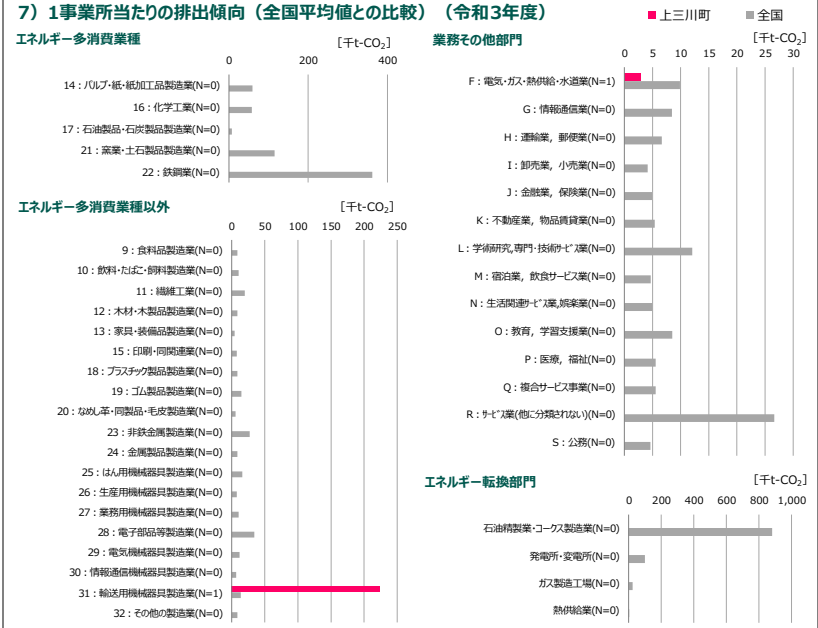 7）1事業所当たりの排出傾向（全国平均値との比較）（令和3年度）
上三川町
全国
エネルギー多消費業種
[千t-CO₂]
0 200 400
14：パルプ・紙・紙加工品製造業(N=0)
16：化学工業(N=0)
17：石油製品・石炭製品製造業(N=0)
21：窯業・土石製品製造業(N=0)
22：鉄鋼業(N=0)
エネルギー多消費業種以外
[千t-CO₂]
0 50 100 150 200 250
9：食料品製造業(N=0)
10：飲料・たばこ・飼料製造業(N=0)
11：繊維工業(N=0)
12：木材・木製品製造業(N=0)
13：家具・装備品製造業(N=0)
15：印刷・同関連業(N=0)
18：プラスチック製品製造業(N=0)
19：ゴム製品製造業(N=0)
20：なめし革・同製品・毛皮製造業(N=0)
23：非鉄金属製造業(N=0)
24：金属製品製造業(N=0)
25：はん用機械器具製造業(N=0)
26：生産用機械器具製造業(N=0)
27：業務用機械器具製造業(N=0)
28：電子部品等製造業(N=0)
29：電気機械器具製造業(N=0)
30：情報通信機械器具製造業(N=0)
31：輸送用機械器具製造業(N=1)
32：その他の製造業(N=0)
業務その他部門
[千t-CO₂]
0 5 10 15 20 25 30
F：電気・ガス・熱供給・水道業(N=1)
G：情報通信業(N=0)
H：運輸業，郵便業(N=0)
I：卸売業，小売業(N=0)
J：金融業，保険業(N=0)
K：不動産業，物品賃貸業(N=0)
L：学術研究,専門・技術ｻｰﾋﾞｽ業(N=0)
M：宿泊業，飲食サービス業(N=0)
N：生活関連ｻｰﾋﾞｽ業,娯楽業(N=0)
O：教育，学習支援業(N=0)
P：医療，福祉(N=0)
Q：複合サービス事業(N=0)
R：ｻｰﾋﾞｽ業(他に分類されない)(N=0)
S：公務(N=0)
エネルギー転換部門
[千t-CO₂]
0 200 400 600 800 1,000
石油精製業・コークス製造業(N=0)
発電所・変電所(N=0)
ガス製造工場(N=0)
熱供給業(N=0)